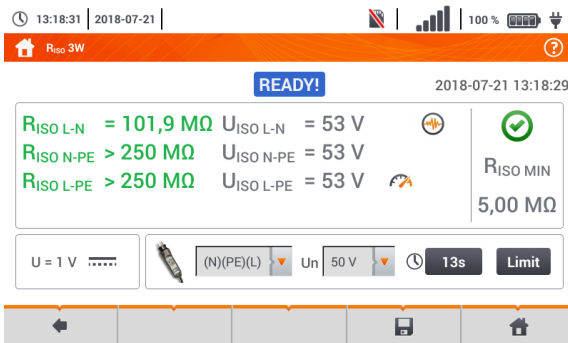 13:18:31 2018-07-21 100 %
RISO 3W ?
READY! 2018-07-21 13:18:29
RISO L-N = 101,9 MΩ UISO L-N = 53 V
RISO N-PE > 250 MΩ UISO N-PE = 53 V
RISO L-PE > 250 MΩ UISO L-PE = 53 V
RISO MIN
5,00 MΩ
U = 1 V (N)(PE)(L) Un 50 V 13s Limit